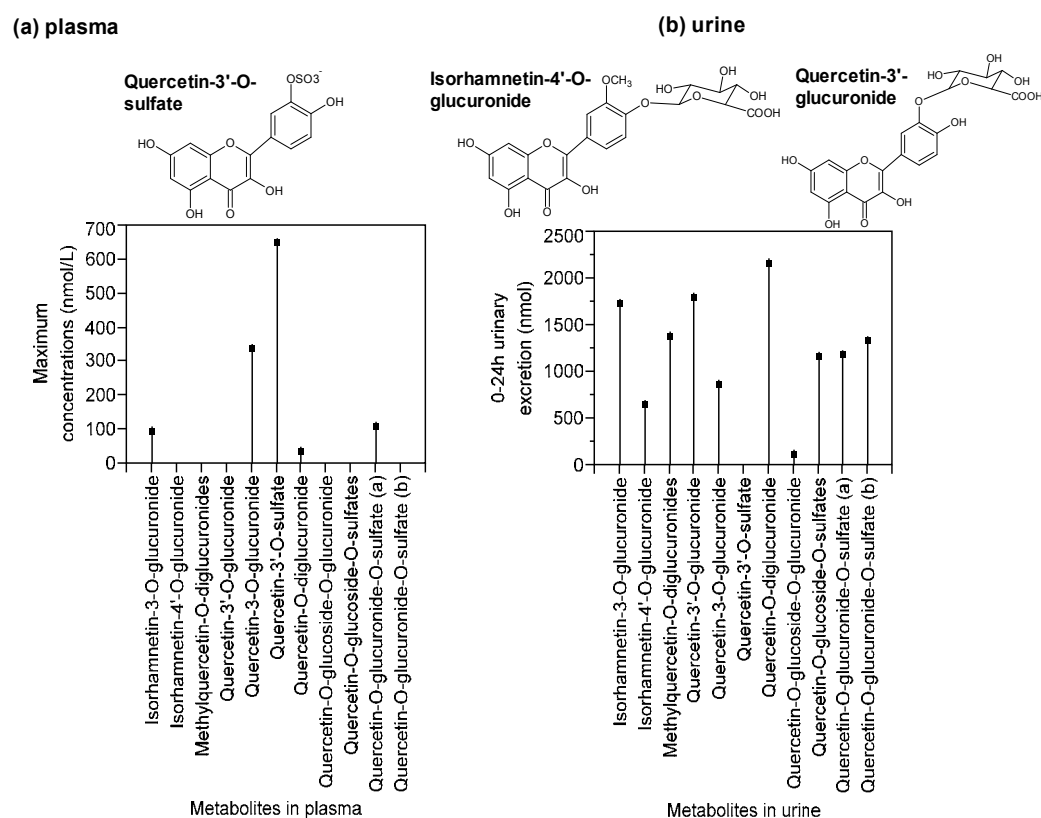 (a) plasma
(b) urine
Quercetin-3'-O-
sulfate
OSO3-
OH
HO
O
OH
OH
O
Isorhamnetin-4'-O-
glucuronide
OCH3
O
OH
HO
O
OH
COOH
HO
O
OH
OH
O
Quercetin-3'-
glucuronide
OH
HO
O
OH
COOH
O
OH
HO
O
OH
OH
O
Maximum
concentrations (nmol/L)
700
600
500
400
300
200
100
0
Isorhamnetin-3-O-glucuronide
Isorhamnetin-4'-O-glucuronide
Methylquercetin-O-diglucuronides
Quercetin-3'-O-glucuronide
Quercetin-3-O-glucuronide
Quercetin-3'-O-sulfate
Quercetin-O-diglucuronide
Quercetin-O-glucoside-O-glucuronide
Quercetin-O-glucoside-O-sulfates
Quercetin-O-glucuronide-O-sulfate (a)
Quercetin-O-glucuronide-O-sulfate (b)
Metabolites in plasma
0-24h urinary
excretion (nmol)
2500
2000
1500
1000
500
0
Isorhamnetin-3-O-glucuronide
Isorhamnetin-4'-O-glucuronide
Methylquercetin-O-diglucuronides
Quercetin-3'-O-glucuronide
Quercetin-3-O-glucuronide
Quercetin-3'-O-sulfate
Quercetin-O-diglucuronide
Quercetin-O-glucoside-O-glucuronide
Quercetin-O-glucoside-O-sulfates
Quercetin-O-glucuronide-O-sulfate (a)
Quercetin-O-glucuronide-O-sulfate (b)
Metabolites in urine